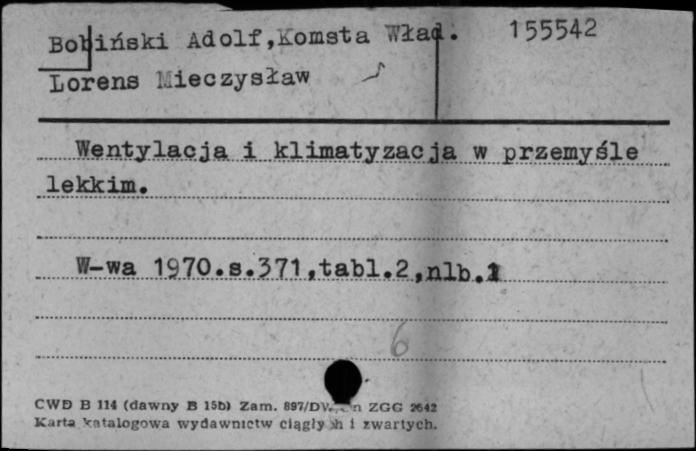 Bobiński Adolf,Komsta Wład. 155542
Lorens Mieczysław
Wentylacja i klimatyzacja w przemyśle
lekkim.
W-wa 1970.s.371,tabl.2,nlb.1
6
CWD B 114 (dawny B 15b) Zam. 897/DW ZGG 2642
Karta katalogowa wydawnictw ciągłych i zwartych.